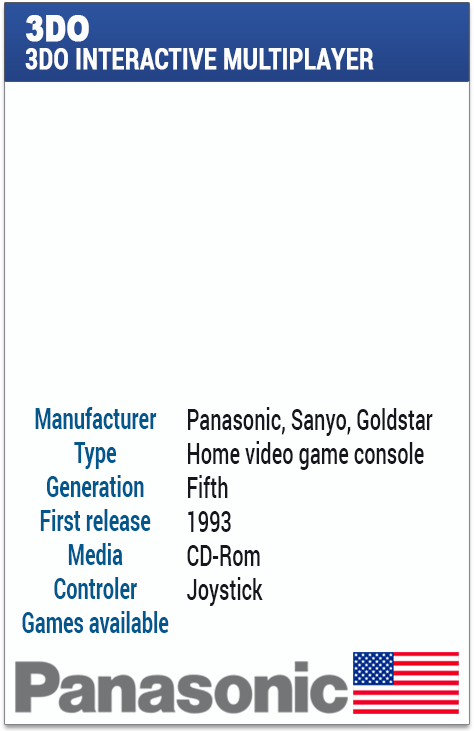 3DO
3DO INTERACTIVE MULTIPLAYER
Manufacturer Panasonic, Sanyo, Goldstar
Type Home video game console
Generation Fifth
First release 1993
Media CD-Rom
Controler Joystick
Games available
Panasonic